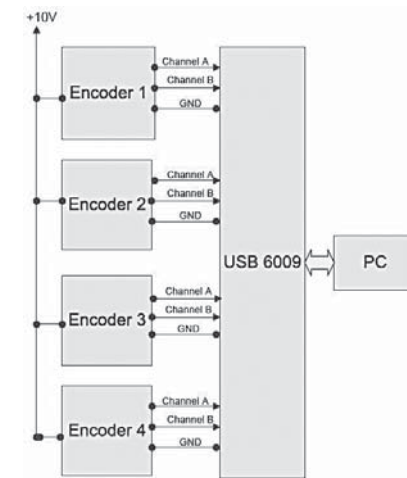 +10V
Encoder 1
Channel A
Channel B
GND
Encoder 2
Channel A
Channel B
GND
Encoder 3
Channel A
Channel B
GND
Encoder 4
Channel A
Channel B
GND
USB 6009
PC